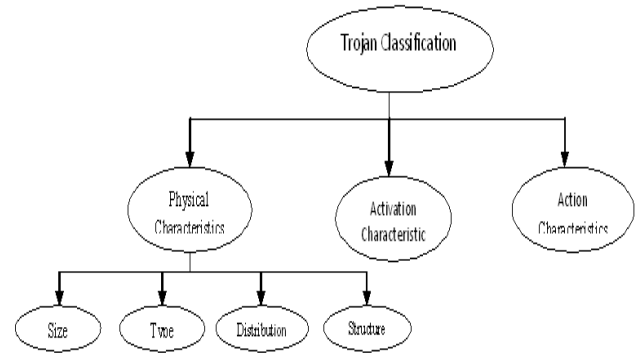 Trojan Classification
Physical
Characteristics
Activation
Characteristic
Action
Characteristics
Size
Type
Distribution
Structure